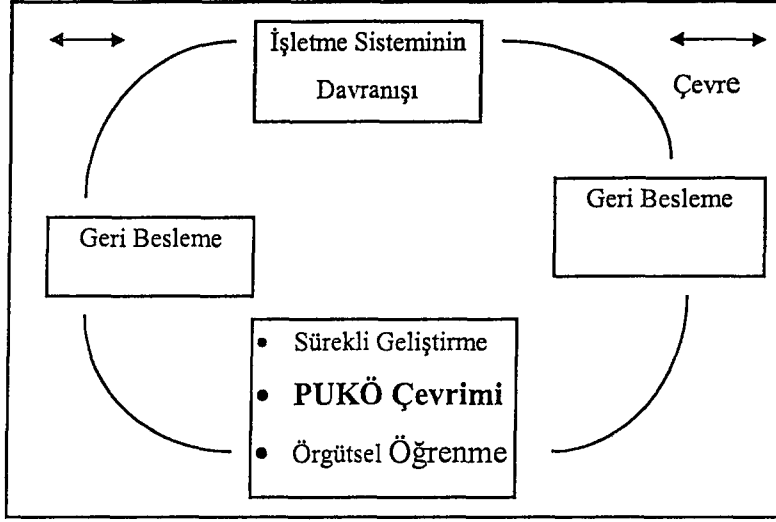 İşletme Sisteminin
Davranışı
Çevre
Geri Besleme
Geri Besleme
• Sürekli Geliştirme
• PUKÖ Çevrimi
• Örgütsel Öğrenme